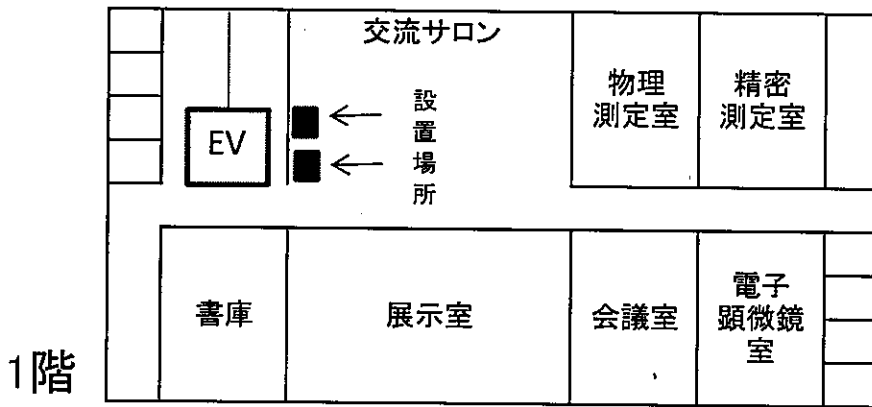 交流サロン
物理
測定室
精密
測定室
EV
設
置
場
所
書庫
展示室
会議室
電子
顕微鏡
室
1階